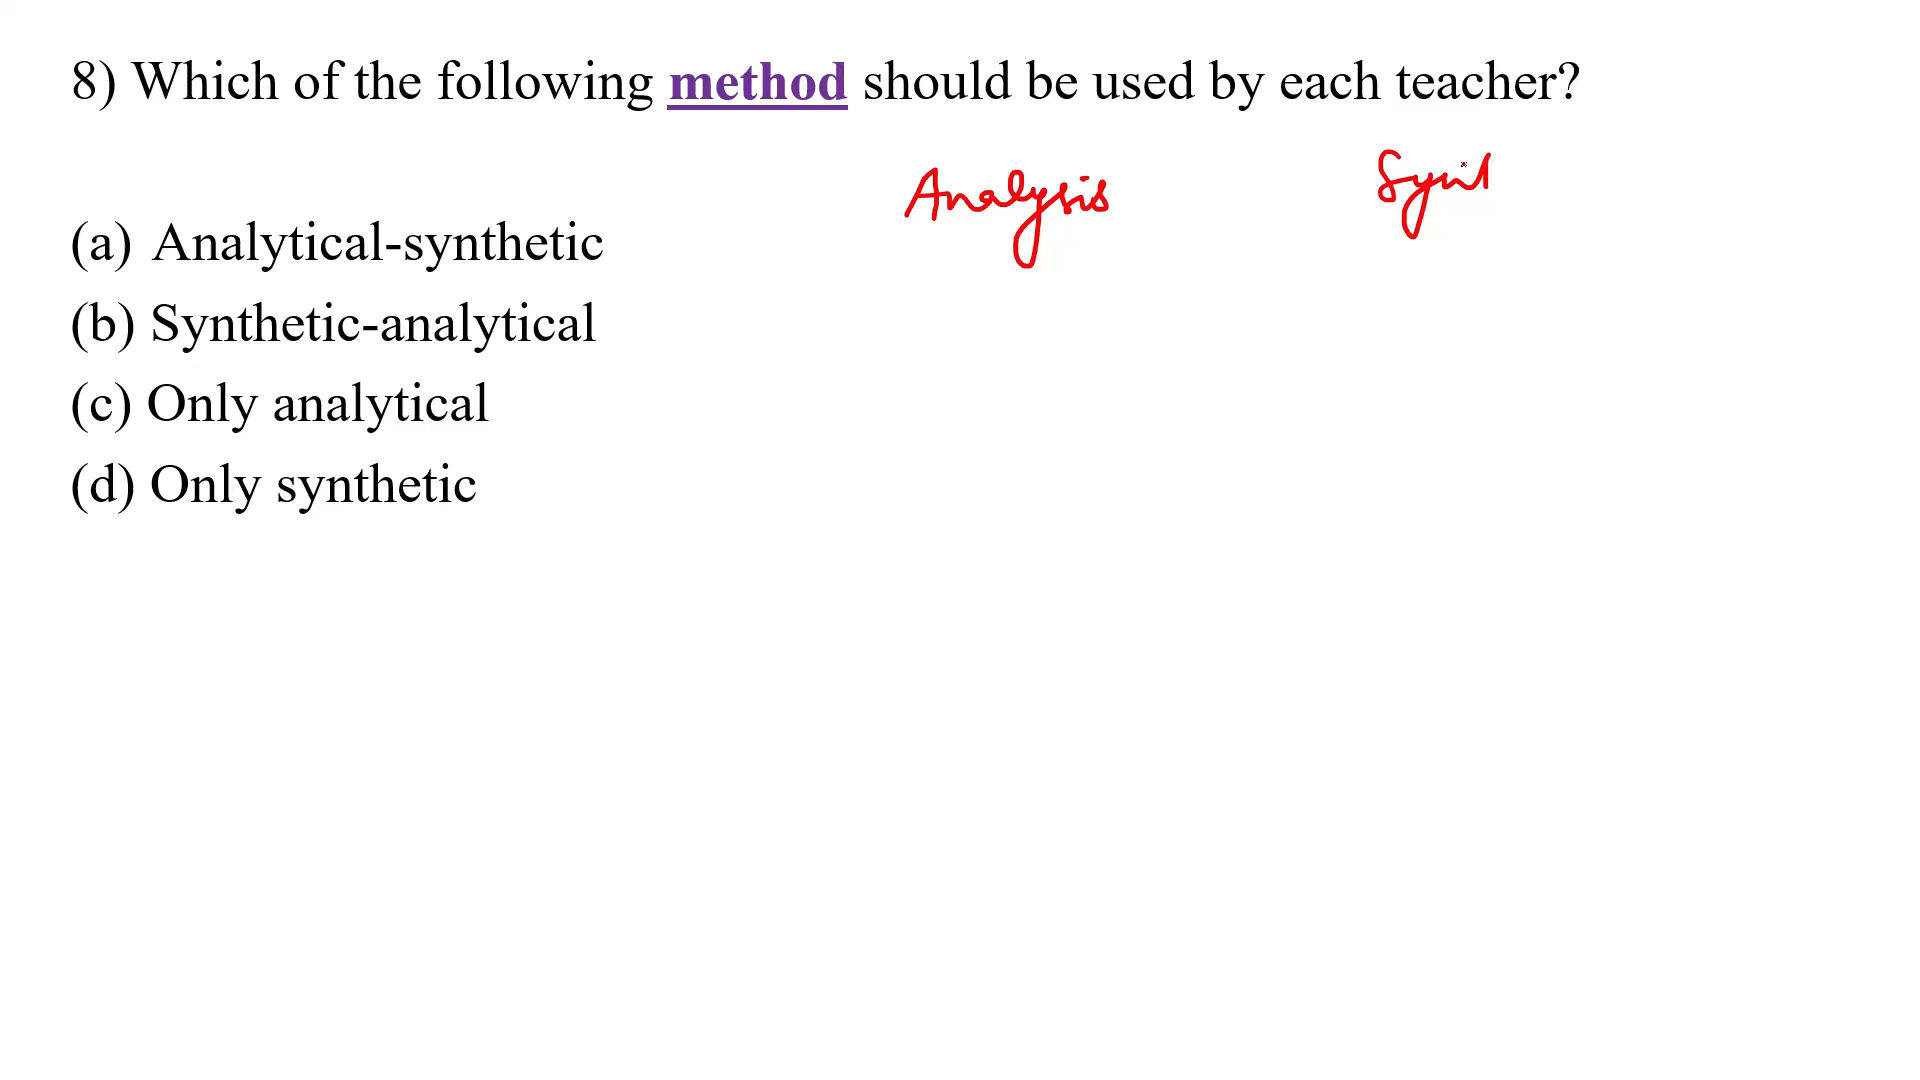 8) Which of the following method should be used by each teacher?
Analysis Synt
(a) Analytical-synthetic
(b) Synthetic-analytical
(c) Only analytical
(d) Only synthetic